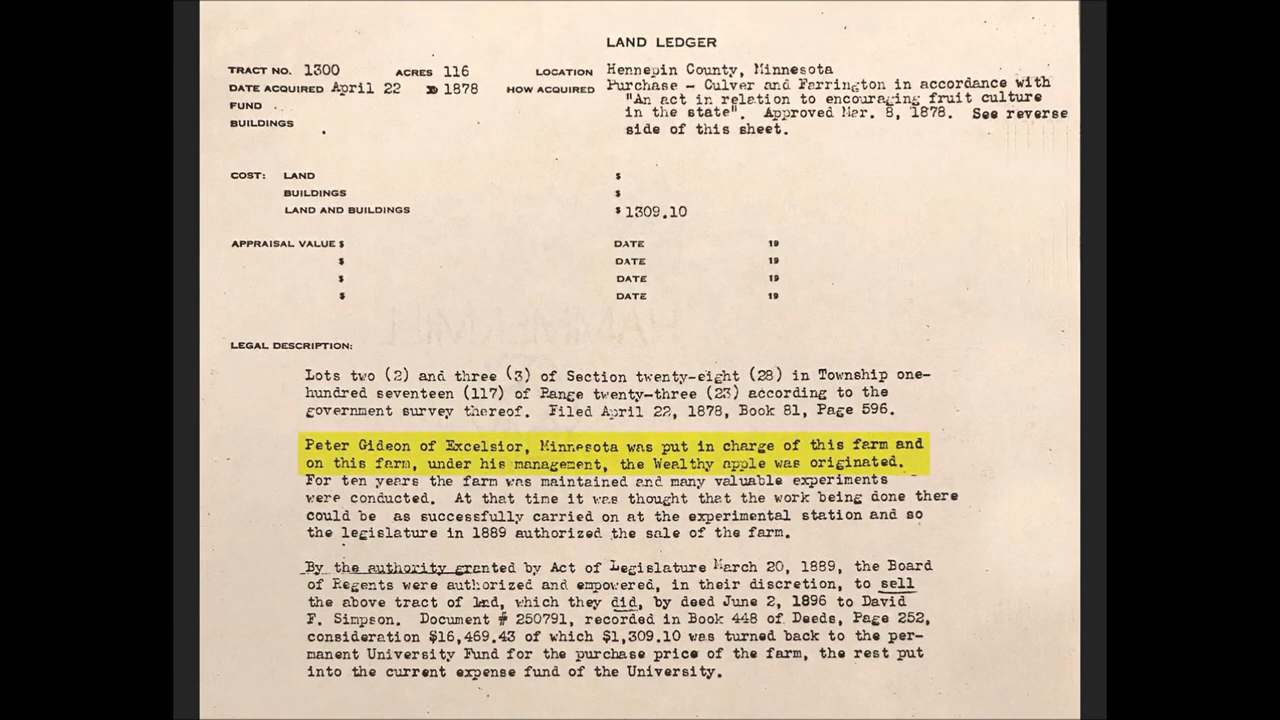 LAND LEDGER
TRACT NO. 1300 ACRES 116 LOCATION Hennepin County, Minnesota
DATE ACQUIRED April 22 19 1878 HOW ACQUIRED Purchase - Culver and Farrington in accordance with
"An act in relation to encouraging fruit culture
FUND
in the state". Approved Mar. 8, 1878. See reverse
BUILDINGS
side of this sheet.
COST: LAND $
BUILDINGS $
LAND AND BUILDINGS $ 1309.10
APPRAISAL VALUE $ DATE 19
$ DATE 19
$ DATE 19
$ DATE 19
HAMMERMILL
LEGAL DESCRIPTION:
Lots two (2) and three (3) of Section twenty-eight (28) in Township one-
hundred seventeen (117) of Range twenty-three (23) according to the
government survey thereof. Filed April 22, 1878, Book 81, Page 596.
Peter Gideon of Excelsior, Minnesota was put in charge of this farm and
on this farm, under his management, the Wealthy apple was originated.
For ten years the farm was maintained and many valuable experiments
were conducted. At that time it was thought that the work being done there
could be as successfully carried on at the experimental station and so
the legislature in 1889 authorized the sale of the farm.
By the authority granted by Act of Legislature March 20, 1889, the Board
of Regents were authorized and empowered, in their discretion, to sell
the above tract of lnd, which they did, by deed June 2, 1896 to David
F. Simpson. Document # 250791, recorded in Book 448 of Deeds, Page 252,
consideration $16,469.43 of which $1,309.10 was turned back to the per-
manent University Fund for the purchase price of the farm, the rest put
into the current expense fund of the University.